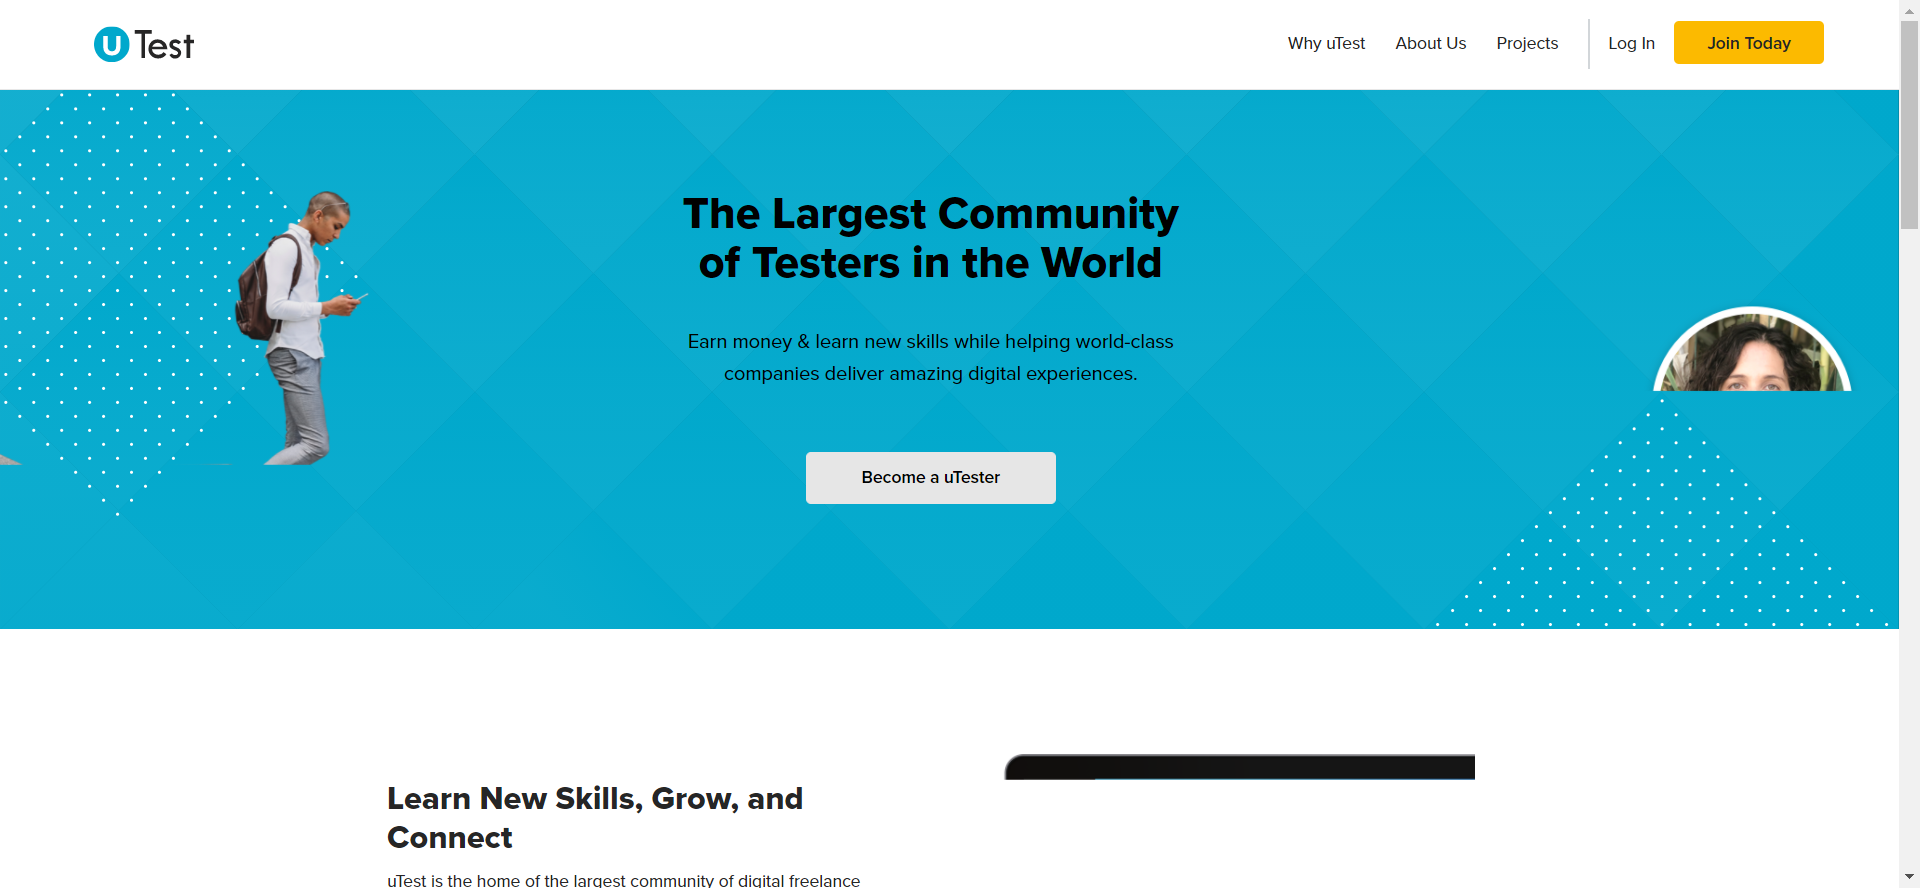 u Test
Why uTest
About Us
Projects
Log In
Join Today
The Largest Community
of Testers in the World
Earn money & learn new skills while helping world-class
companies deliver amazing digital experiences.
Become a uTester
Learn New Skills, Grow, and
Connect
uTest is the home of the largest community of digital freelance